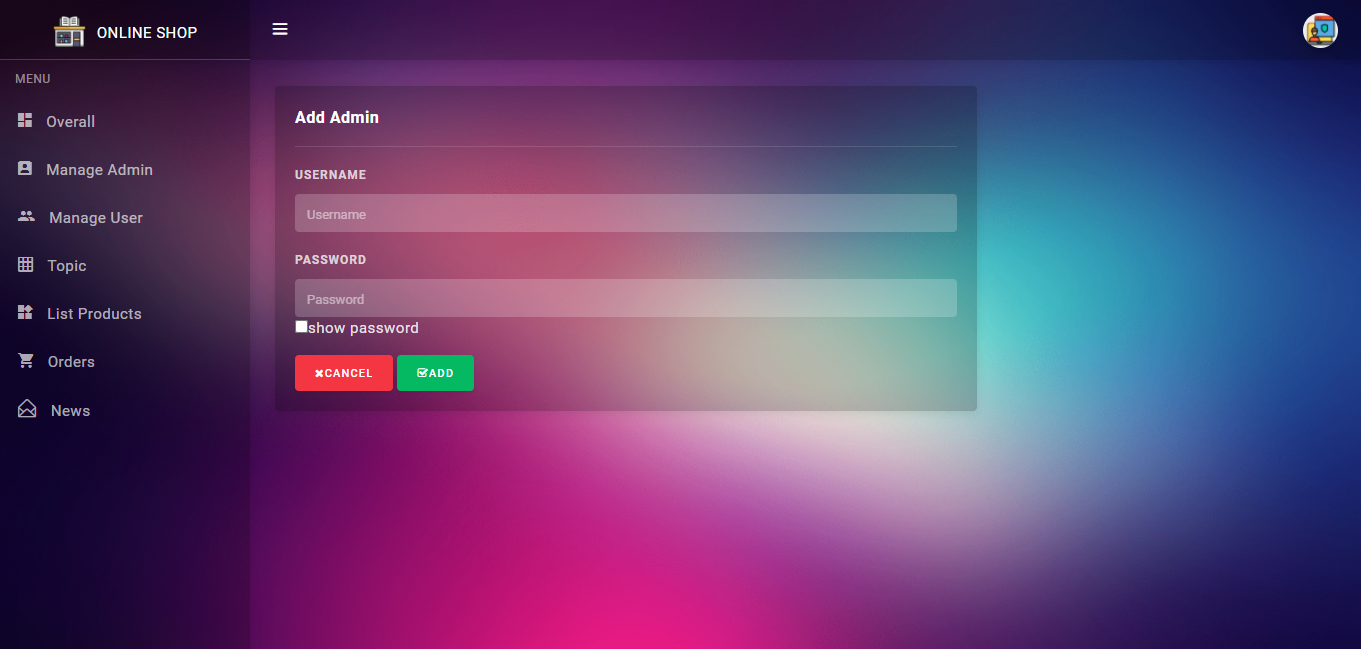 ONLINE SHOP
MENU
Overall
Manage Admin
Manage User
Topic
List Products
Orders
News
Add Admin
USERNAME
Username
PASSWORD
Password
show password
CANCEL ADD